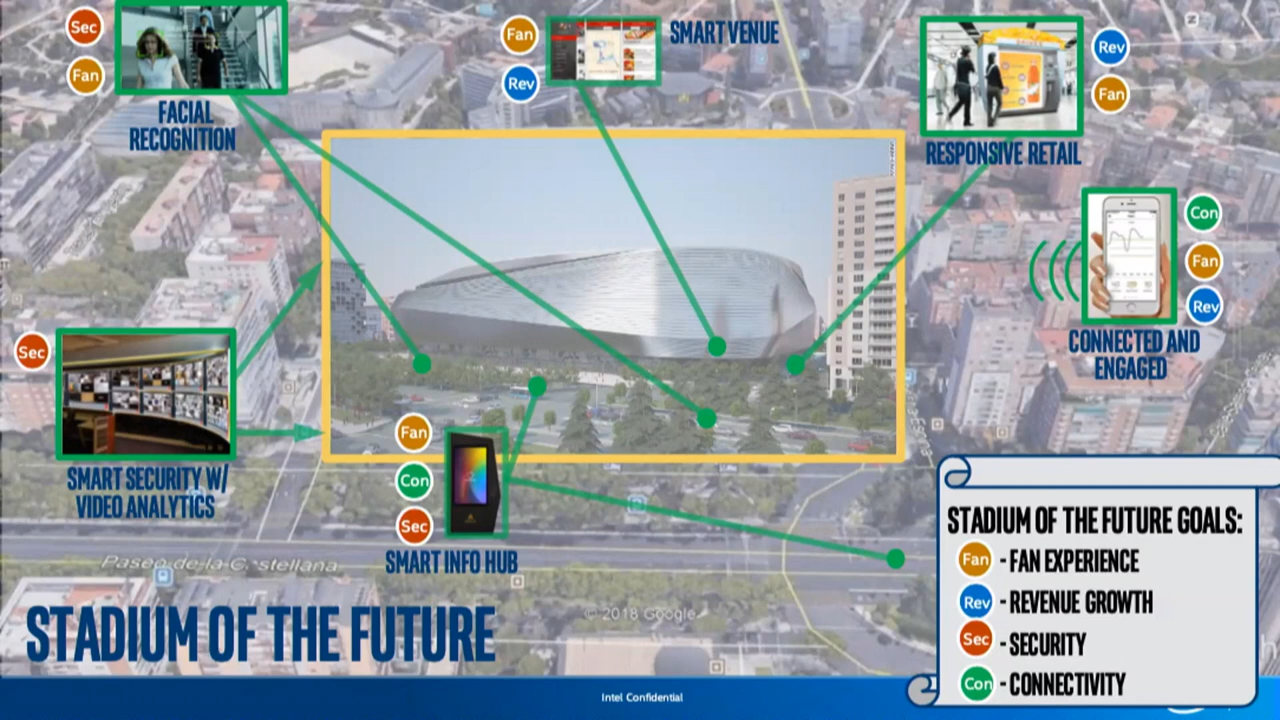 Sec
Fan
FACIAL
RECOGNITION
Fan
Rev
SMART VENUE
Rev
Fan
RESPONSIVE RETAIL
Con
Fan
Rev
CONNECTED AND
ENGAGED
Sec
SMART SECURITY W/
VIDEO ANALYTICS
Fan
Con
Sec
SMART INFO HUB
Paseo de la C stellana
© 2018 Google
STADIUM OF THE FUTURE
STADIUM OF THE FUTURE GOALS:
Fan - FAN EXPERIENCE
Rev - REVENUE GROWTH
Sec - SECURITY
Con - CONNECTIVITY
Intel Confidential